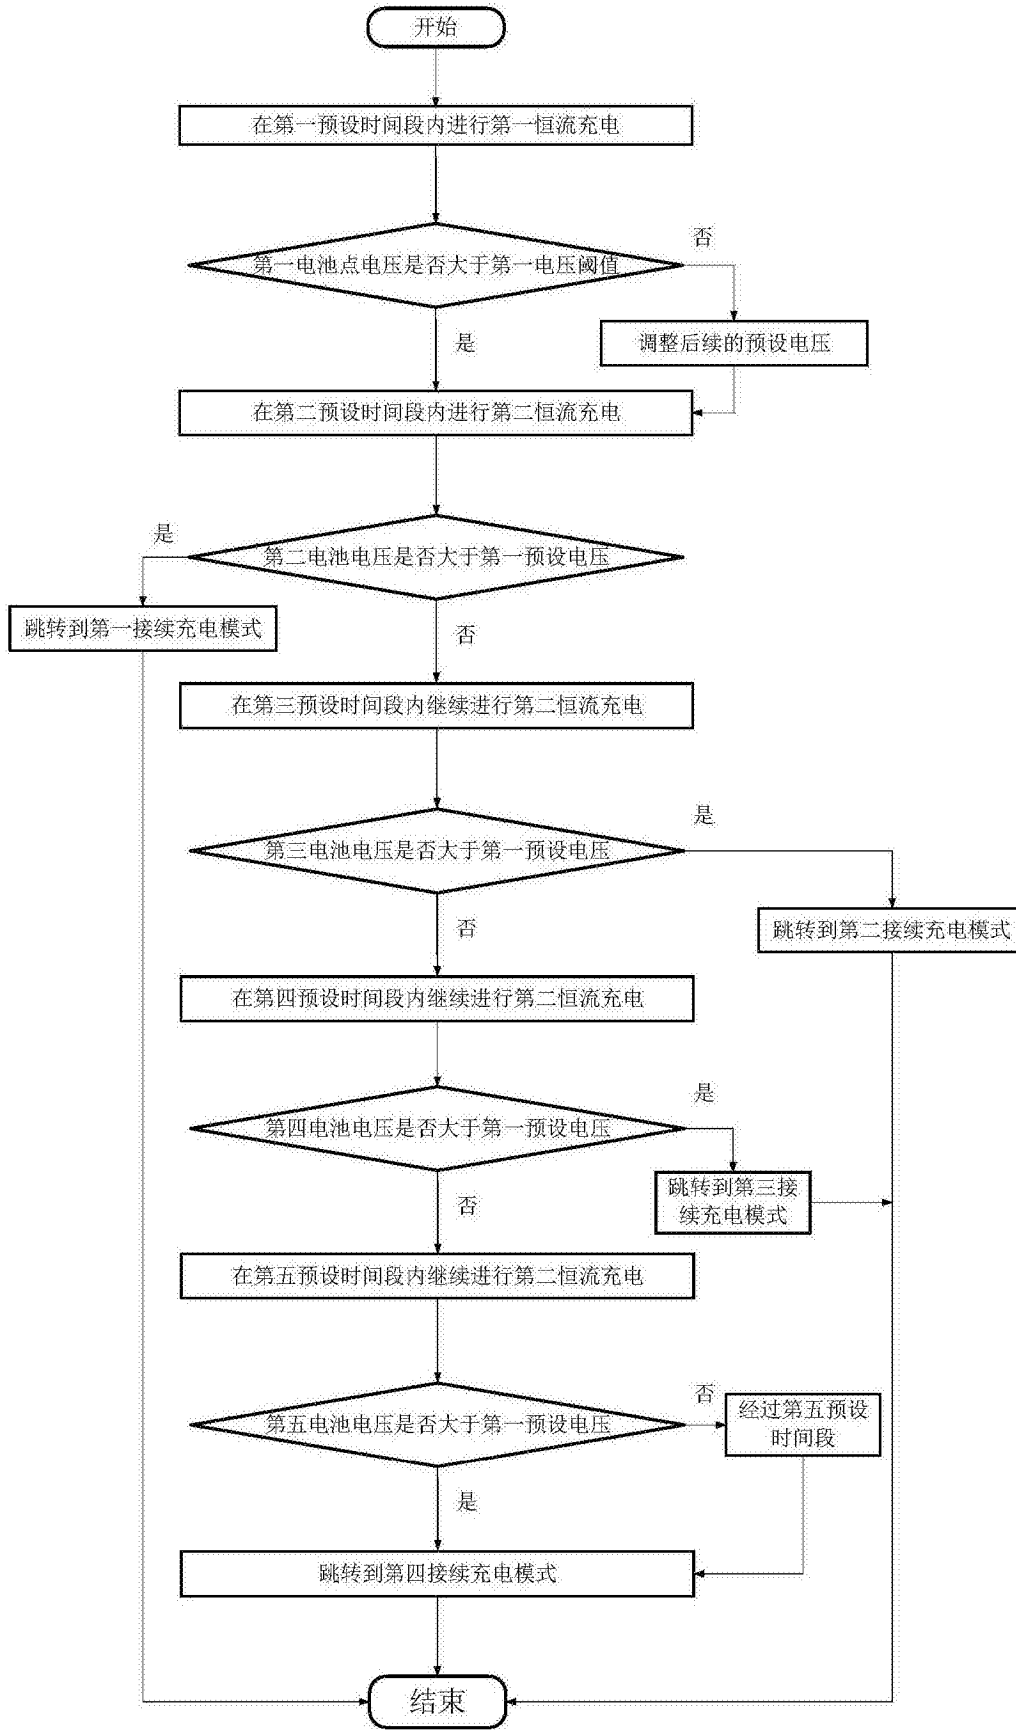 开始
在第一预设时间段内进行第一恒流充电
否
第一电池点电压是否大于第一电压阈值
是
调整后续的预设电压
在第二预设时间段内进行第二恒流充电
是
第二电池电压是否大于第一预设电压
跳转到第一接续充电模式
否
在第三预设时间段内继续进行第二恒流充电
是
第三电池电压是否大于第一预设电压
否
跳转到第二接续充电模式
在第四预设时间段内继续进行第二恒流充电
是
第四电池电压是否大于第一预设电压
跳转到第三接
续充电模式
否
在第五预设时间段内继续进行第二恒流充电
否
经过第五预设
时间段
第五电池电压是否大于第一预设电压
是
跳转到第四接续充电模式
结束